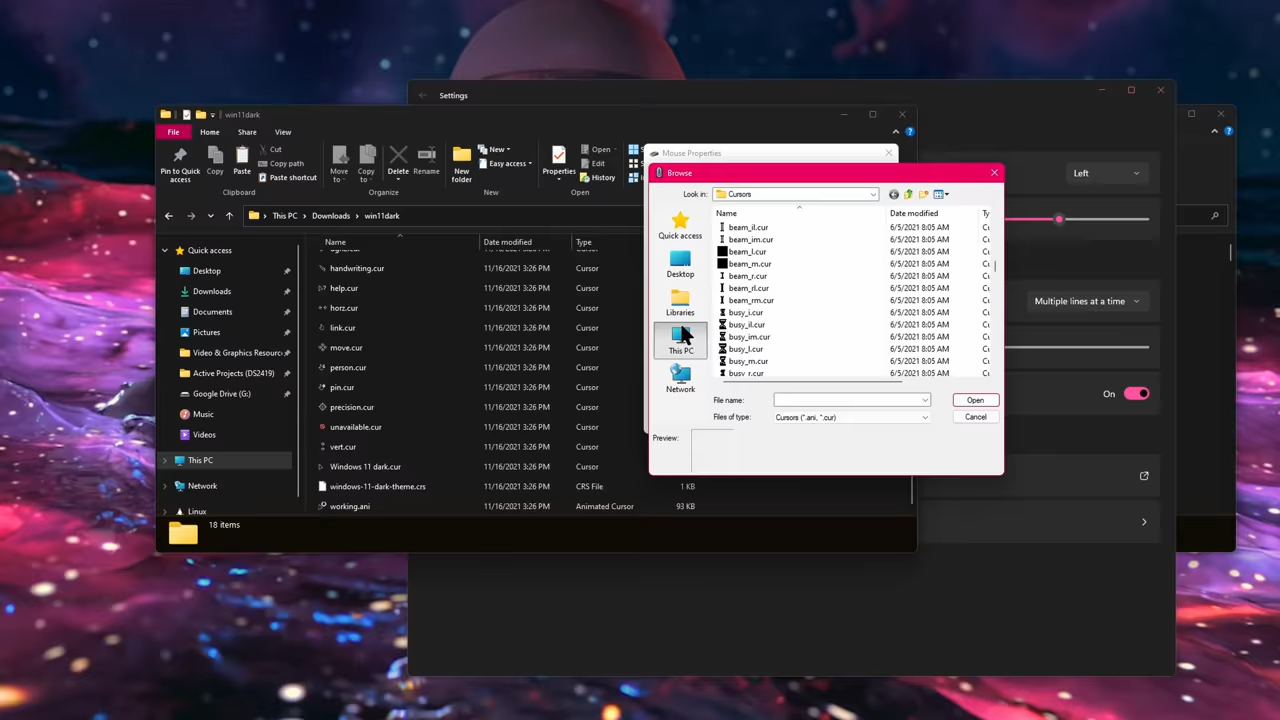 Settings
win11dark
File Home Share View
Pin to Quick access
Copy
Paste
Cut
Copy path
Paste shortcut
Clipboard
Move to
Copy to
Delete
Rename
Organize
New folder
New
Easy access
New
Properties
Open
Edit
History
Open
This PC > Downloads > win11dark
Quick access
Desktop
Downloads
Documents
Pictures
Video & Graphics Resourc
Active Projects (DS2419)
Google Drive (G:)
Music
Videos
This PC
Network
Linux
Name Date modified Type
handwriting.cur 11/16/2021 3:26 PM Cursor
help.cur 11/16/2021 3:26 PM Cursor
horz.cur 11/16/2021 3:26 PM Cursor
link.cur 11/16/2021 3:26 PM Cursor
move.cur 11/16/2021 3:26 PM Cursor
person.cur 11/16/2021 3:26 PM Cursor
pin.cur 11/16/2021 3:26 PM Cursor
precision.cur 11/16/2021 3:26 PM Cursor
unavailable.cur 11/16/2021 3:26 PM Cursor
vert.cur 11/16/2021 3:26 PM Cursor
Windows 11 dark.cur 11/16/2021 3:26 PM Cursor
windows-11-dark-theme.crs 11/16/2021 3:26 PM CRS File 1 KB
working.ani 11/16/2021 3:26 PM Animated Cursor 93 KB
18 items
Mouse Properties
Browse
Look in: Cursors
Quick access
Desktop
Libraries
This PC
Network
Name Date modified Ty
beam_il.cur 6/5/2021 8:05 AM Cu
beam_im.cur 6/5/2021 8:05 AM Cu
beam_l.cur 6/5/2021 8:05 AM Cu
beam_m.cur 6/5/2021 8:05 AM Cu
beam_r.cur 6/5/2021 8:05 AM Cu
beam_rl.cur 6/5/2021 8:05 AM Cu
beam_rm.cur 6/5/2021 8:05 AM Cu
busy_i.cur 6/5/2021 8:05 AM Cu
busy_il.cur 6/5/2021 8:05 AM Cu
busy_im.cur 6/5/2021 8:05 AM Cu
busy_l.cur 6/5/2021 8:05 AM Cu
busy_m.cur 6/5/2021 8:05 AM Cu
busy_r.cur 6/5/2021 8:05 AM Cu
File name:
Open
Files of type: Cursors (*.ani, *.cur)
Cancel
Preview:
Left
Multiple lines at a time
On